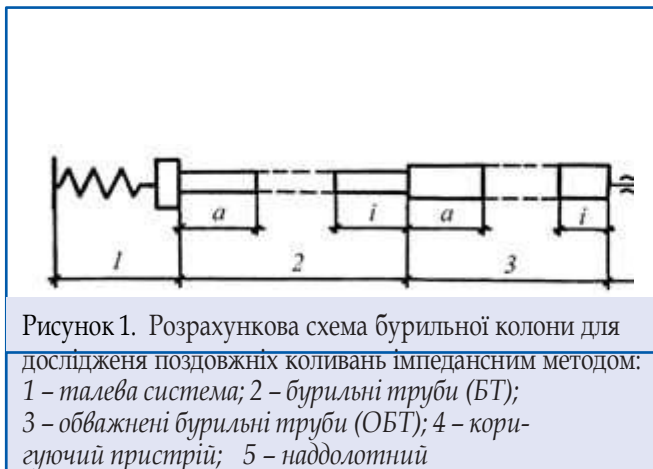 a
i
a
i
1
2
3
Рисунок 1. Розрахункова схема бурильної колони для
дослідженя поздовжніх коливань імпедансним методом:
1 – талева система; 2 – бурильні труби (БТ);
3 – обважнені бурильні труби (ОБТ); 4 – кори-
гуючий пристрій; 5 – наддолотний